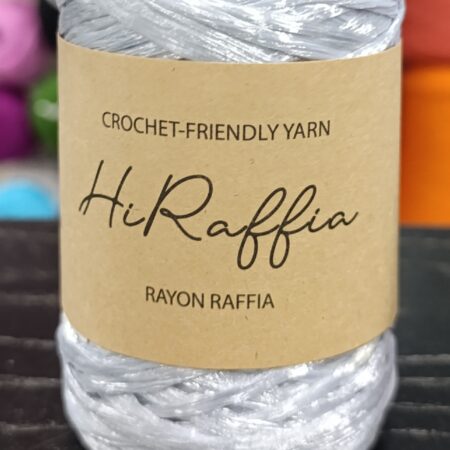 CROCHET-FRIENDLY YARN
HiRaffia
RAYON RAFFIA